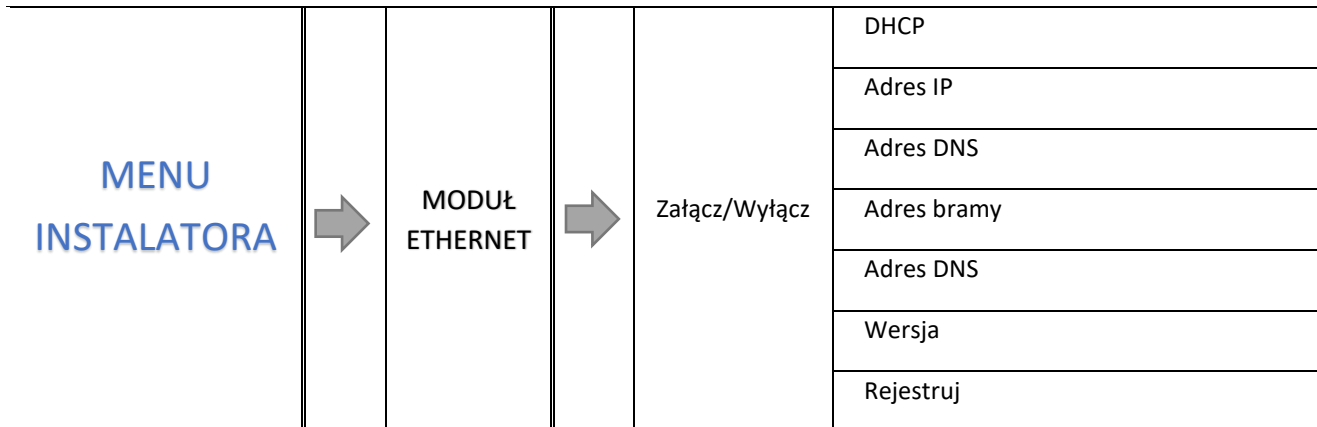 MENU
INSTALATORA
MODUŁ
ETHERNET
Załącz/Wyłącz
DHCP
Adres IP
Adres DNS
Adres bramy
Adres DNS
Wersja
Rejestruj